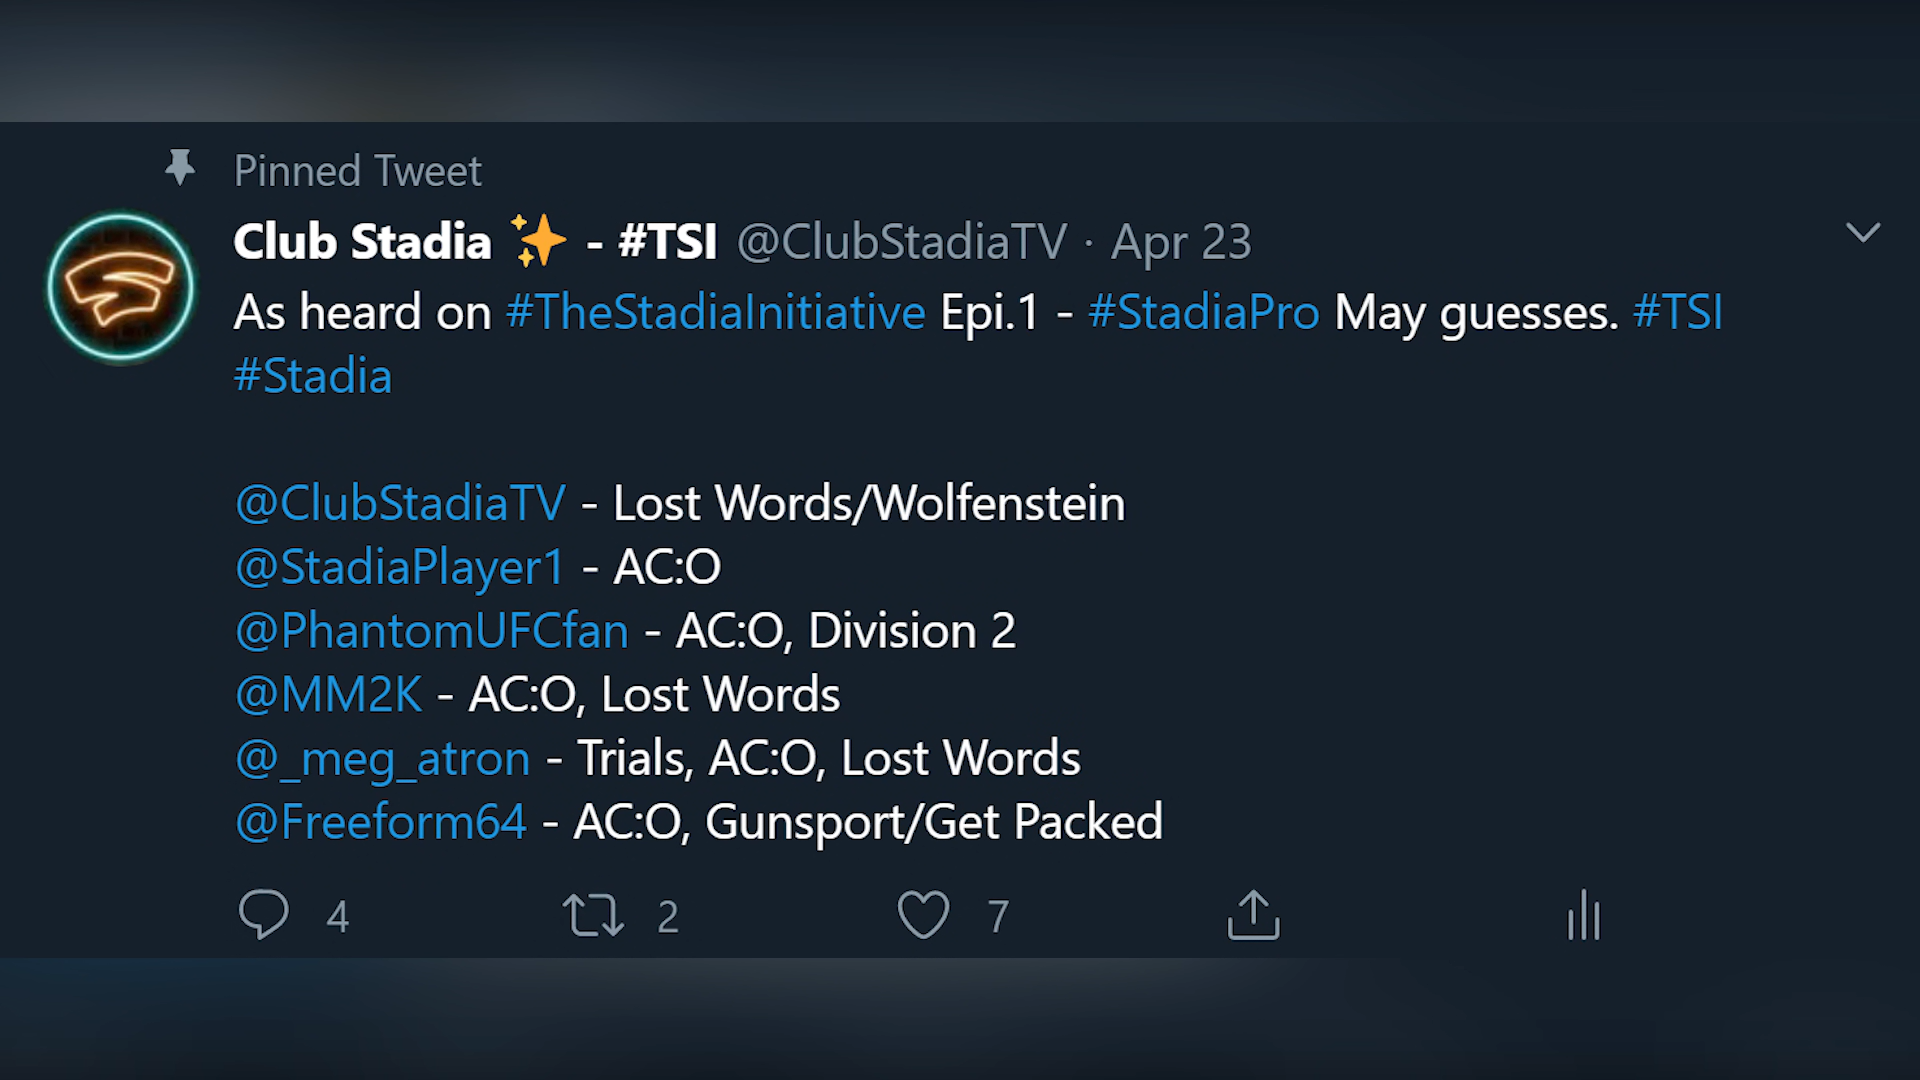 Pinned Tweet
Club Stadia ✨ - #TSI @ClubStadiaTV · Apr 23
As heard on #TheStadiaInitiative Epi.1 - #StadiaPro May guesses. #TSI
#Stadia
@ClubStadiaTV - Lost Words/Wolfenstein
@StadiaPlayer1 - AC:O
@PhantomUFCfan - AC:O, Division 2
@MM2K - AC:O, Lost Words
@_meg_atron - Trials, AC:O, Lost Words
@Freeform64 - AC:O, Gunsport/Get Packed
4 2 7